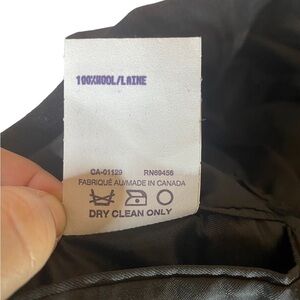 100%WOOL/LAINE
CA-01129 RN69456
FABRIQUÉ AU/MADE IN CANADA
DRY CLEAN ONLY